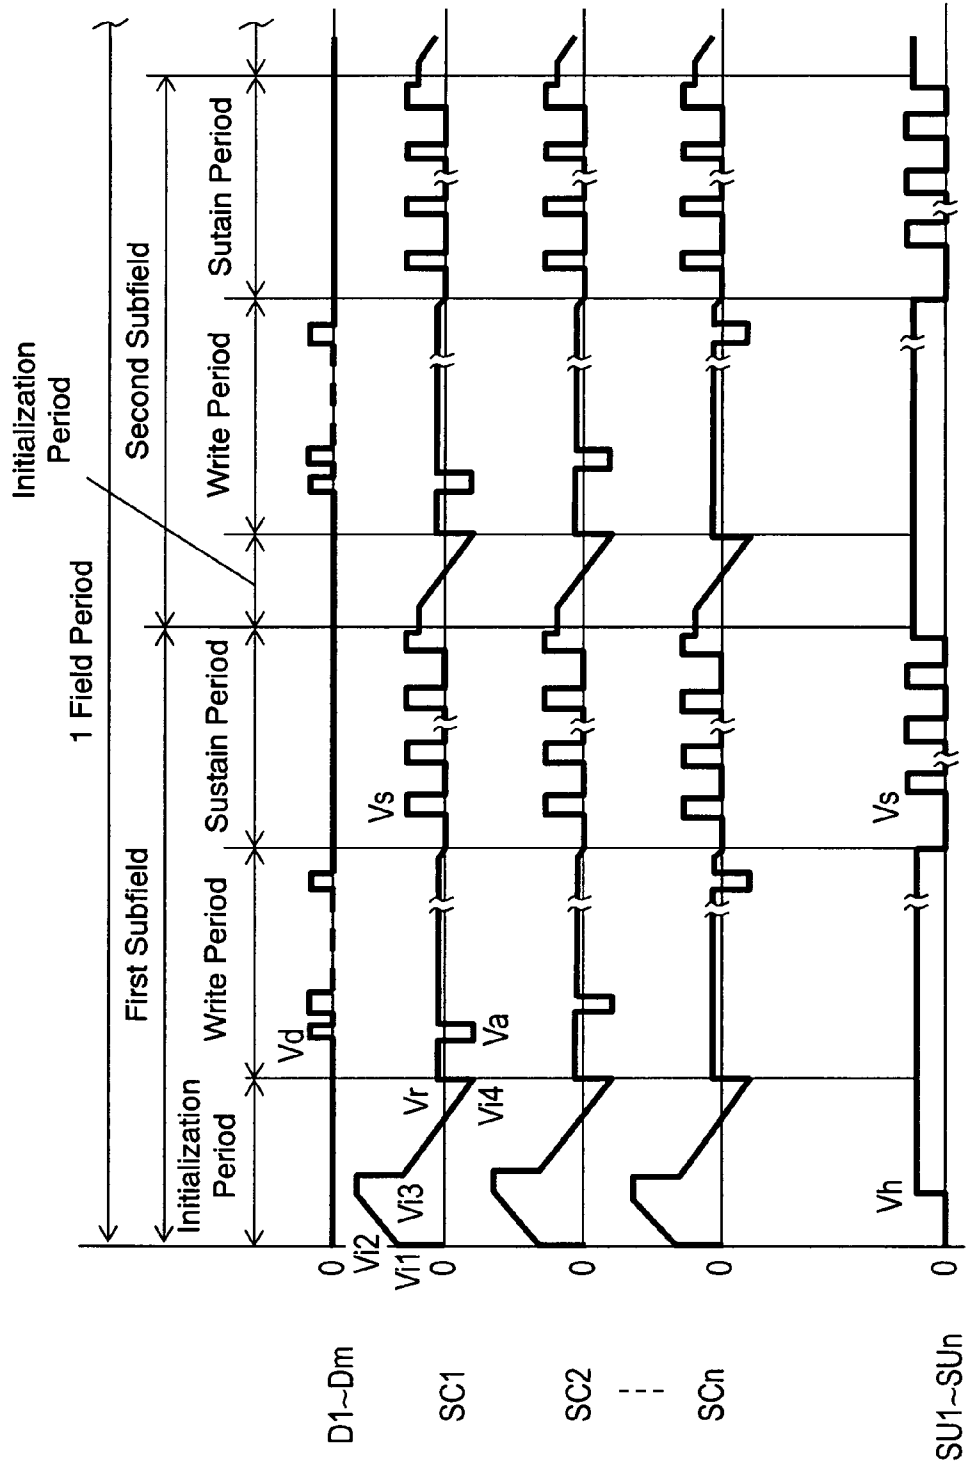 1 Field Period
Initialization
Period
First Subfield
Second Subfield
Initialization
Period
Write Period
Sustain Period
Write Period
Sutain Period
D1~Dm
0
Vd
Vi2
Vi1
Vi3
Vr
Vi4
Va
Vs
SC1
0
SC2
0
SCn
0
Vh
Vs
SU1~SUn
0